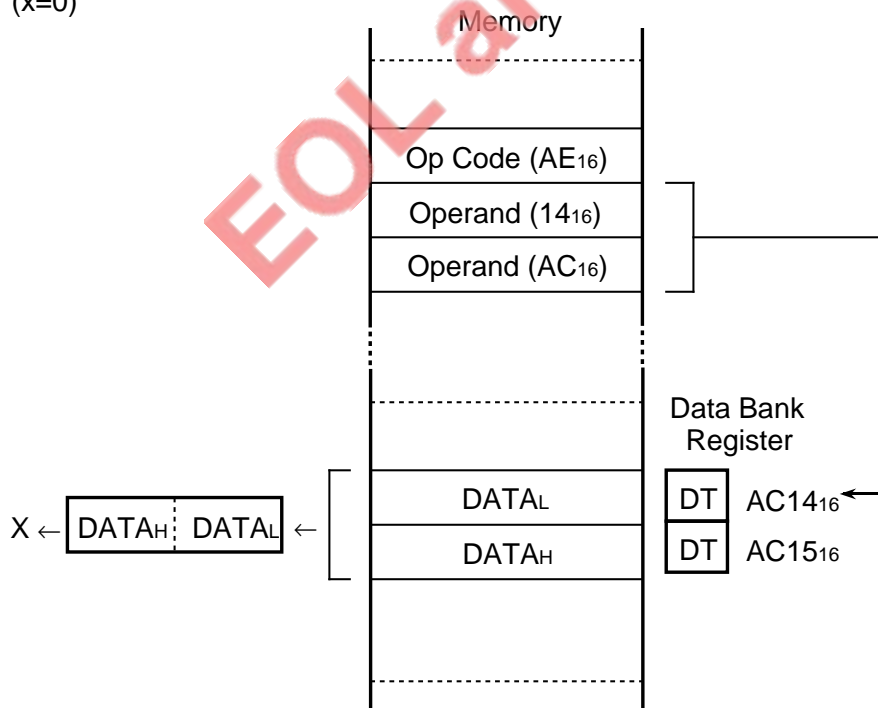 (x=0)
Memory
Op Code (AE16)
Operand (1416)
Operand (AC16)
Data Bank
Register
DATAL
DT
AC1416
X ← DATAH DATAL ←
DATAH
DT
AC1516
EOL